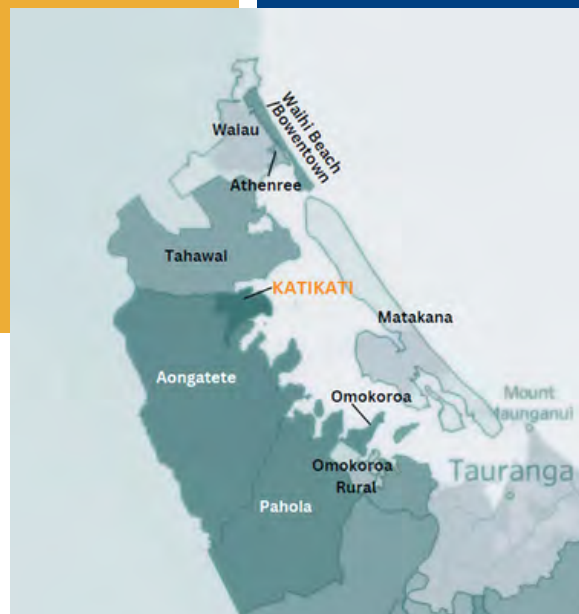 Waihi Beach
/Bowentown
Waiau
Athenree
Tahawai
KATIKATI
Matakana
Aongatete
Omokoroa
Mount
Maunganui
Omokoroa
Rural
Tauranga
Pahoia